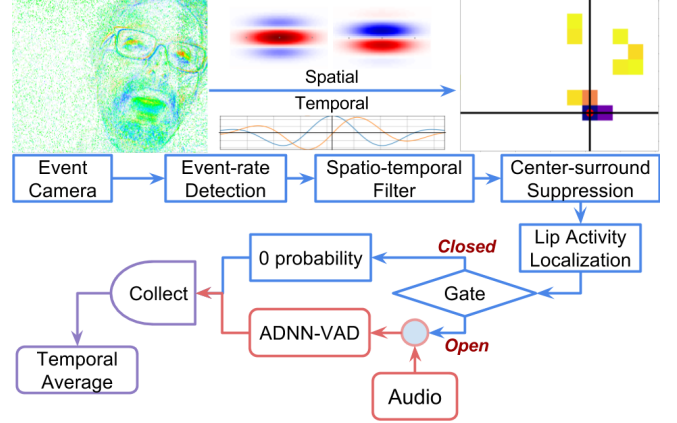 Spatial
Temporal
Event
Camera
Event-rate
Detection
Spatio-temporal
Filter
Center-surround
Suppression
Lip Activity
Localization
Closed
0 probability
Gate
Collect
ADNN-VAD
Open
Temporal
Average
Audio